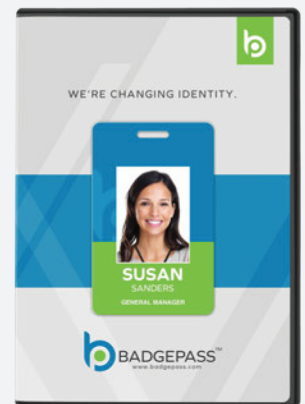 WE'RE CHANGING IDENTITY.
SUSAN
SANDERS
GENERAL MANAGER
BADGEPASS™
www.badgepass.com